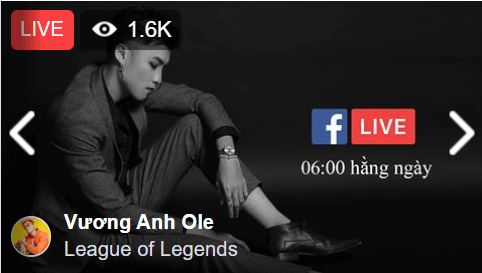 LIVE 1.6K
f LIVE
06:00 hằng ngày
Vương Anh Ole
League of Legends